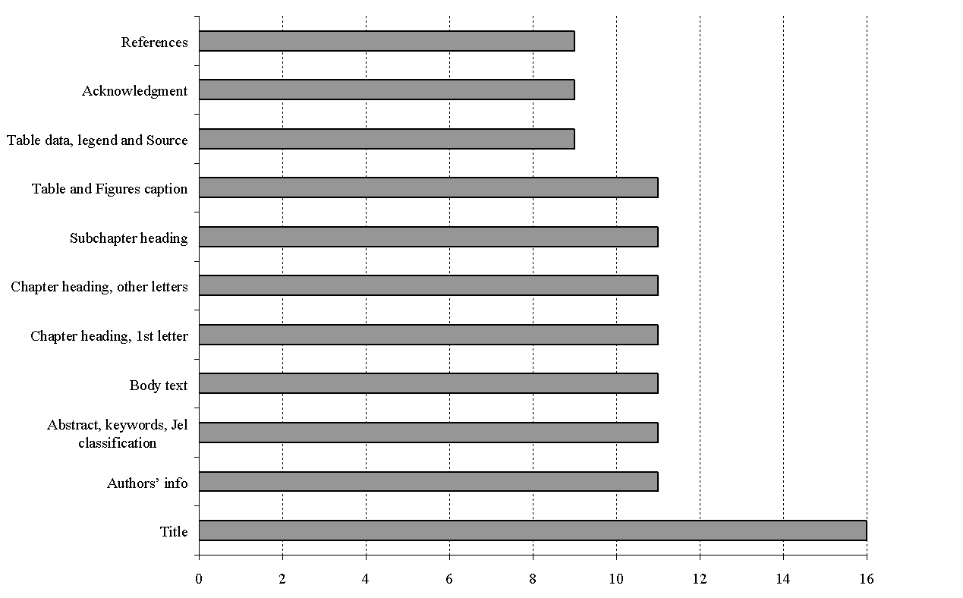 References
Acknowledgment
Table data, legend and Source
Table and Figures caption
Subchapter heading
Chapter heading, other letters
Chapter heading, 1st letter
Body text
Abstract, keywords, Jel
classification
Authors’ info
Title
0 2 4 6 8 10 12 14 16